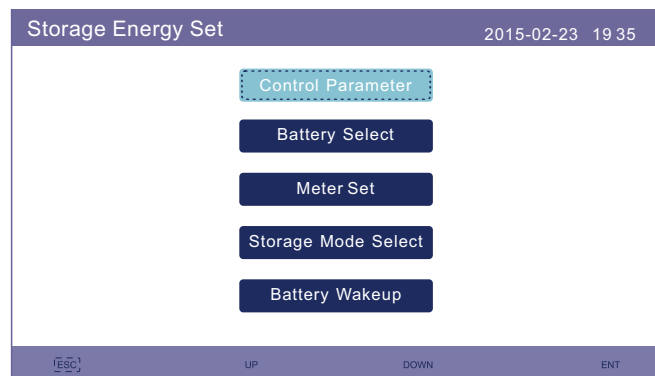 Storage Energy Set 2015-02-23 19 35
Control Parameter
Battery Select
Meter Set
Storage Mode Select
Battery Wakeup
ESC UP DOWN ENT